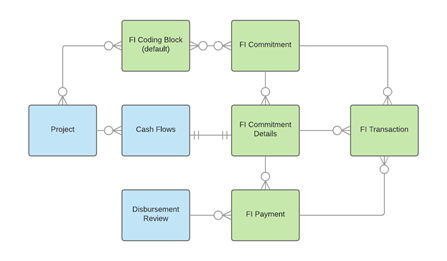 FI Coding Block
(default)
FI Commitment
Project
Cash Flows
FI Commitment
Details
FI Transaction
Disbursement
Review
FI Payment